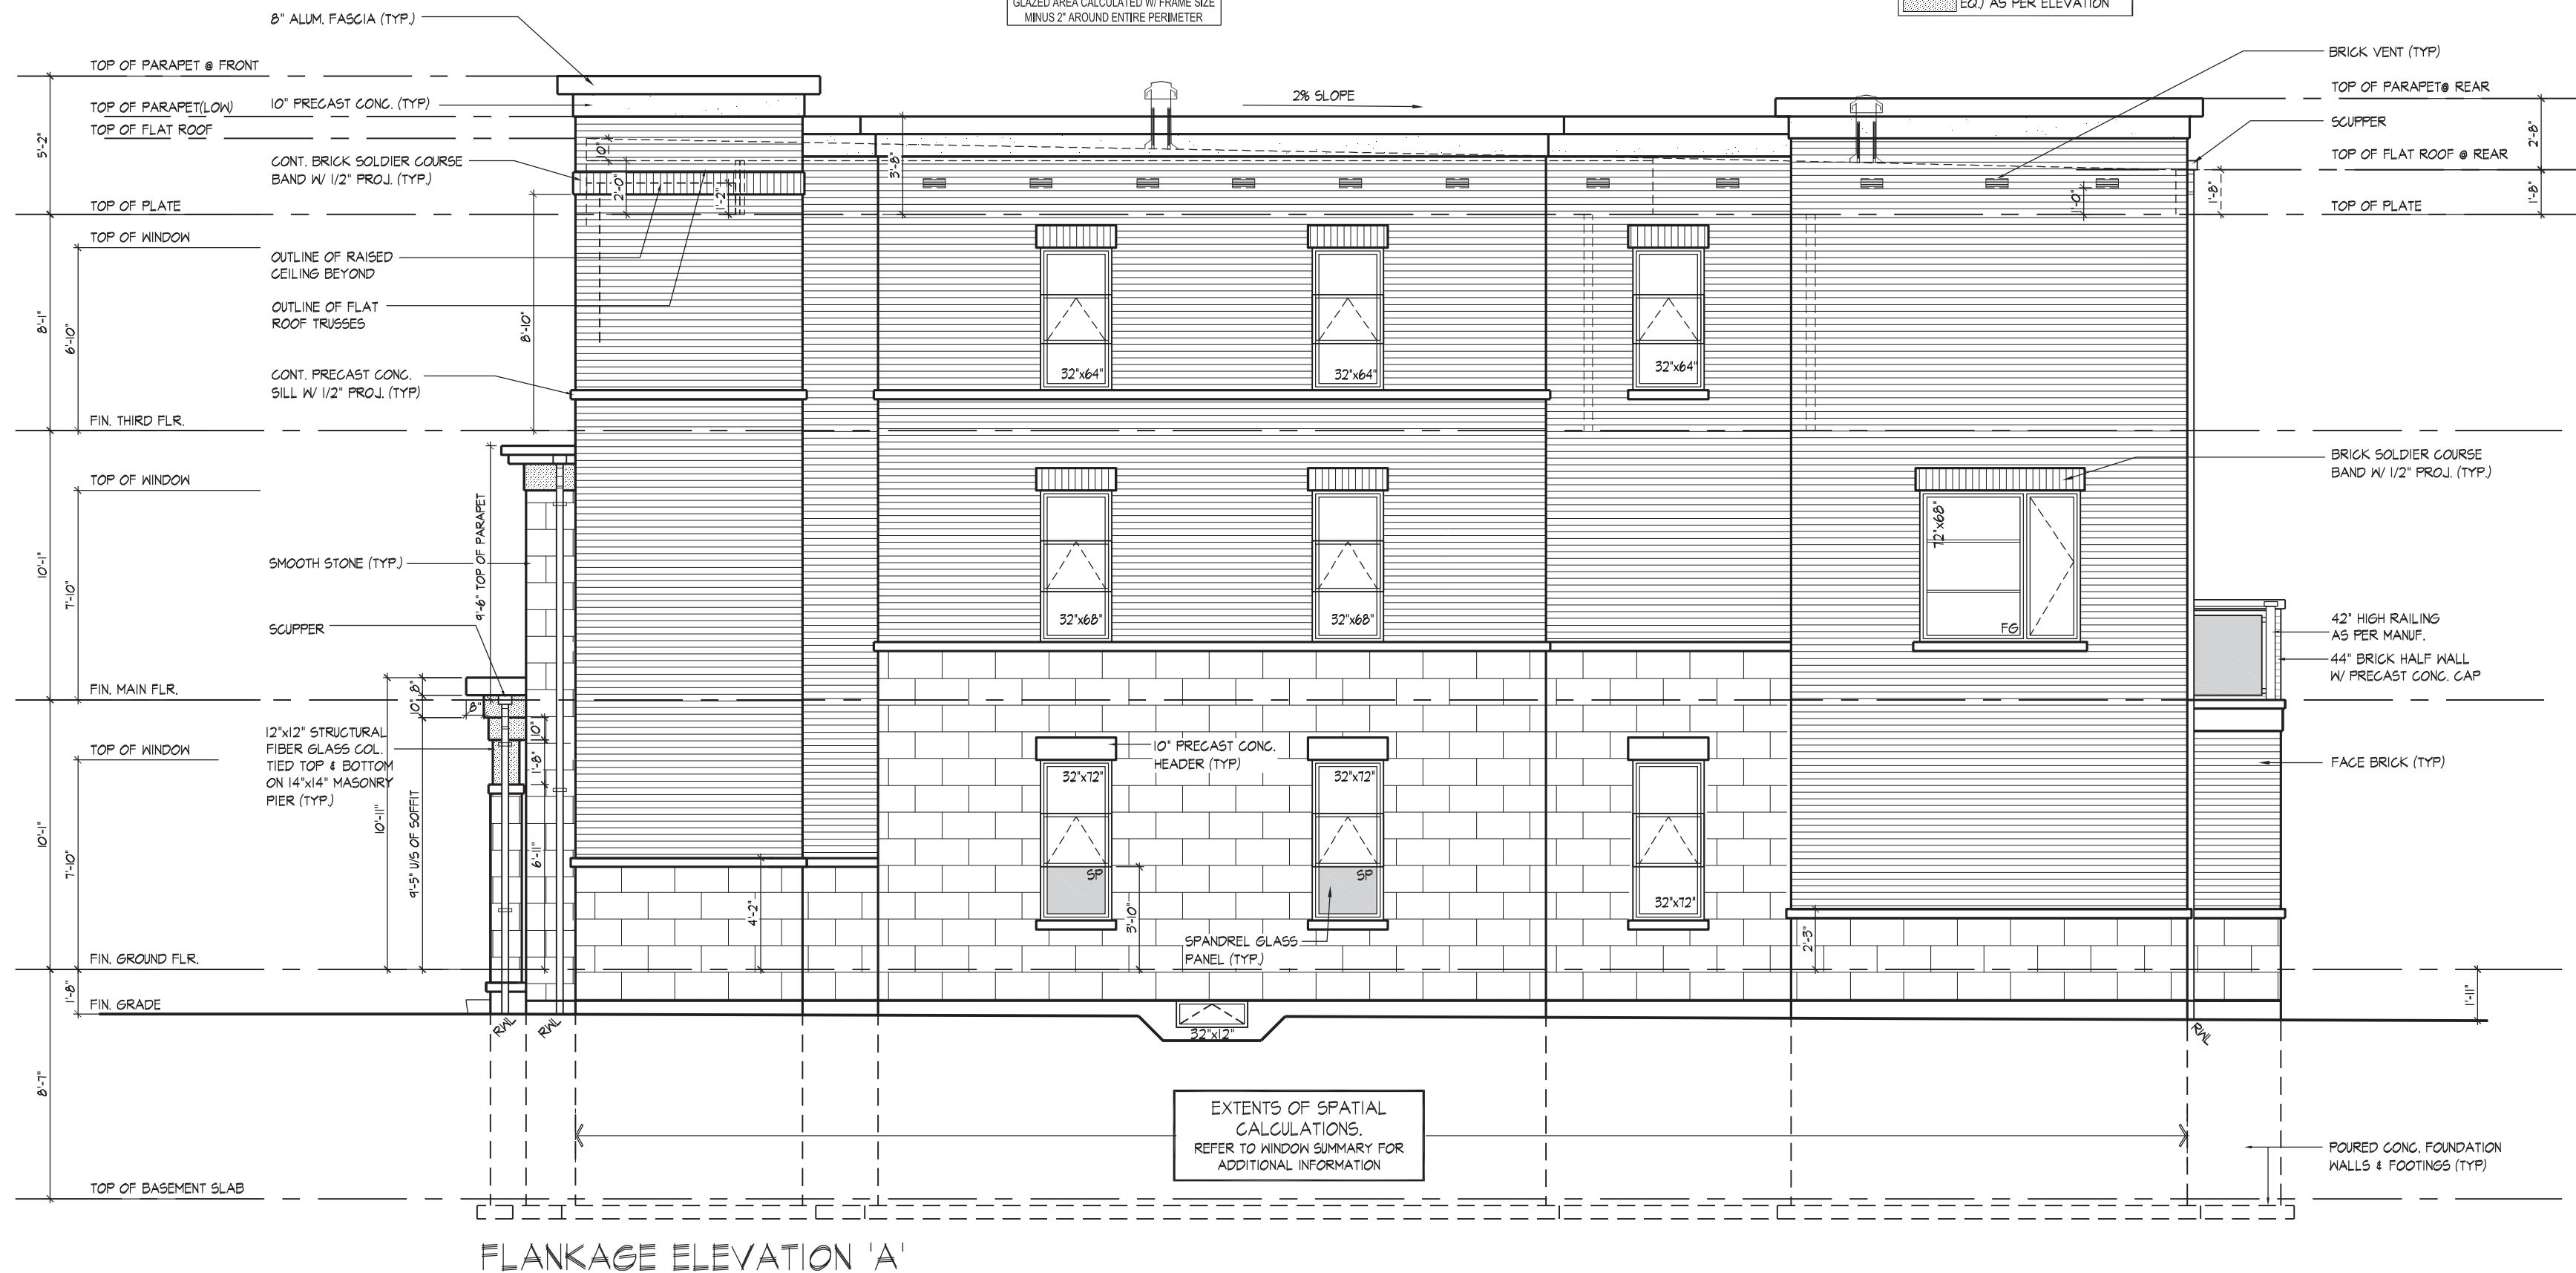 GLAZED AREA CALCULATED W/ FRAME SIZE
MINUS 2" AROUND ENTIRE PERIMETER
EQ.) AS PER ELEVATION
8" ALUM. FASCIA (TYP.)
TOP OF PARAPET @ FRONT
TOP OF PARAPET(LOW)
10" PRECAST CONC. (TYP)
TOP OF FLAT ROOF
5'-2"
CONT. BRICK SOLDIER COURSE
BAND W/ 1/2" PROJ. (TYP.)
TOP OF PLATE
TOP OF WINDOW
OUTLINE OF RAISED
CEILING BEYOND
OUTLINE OF FLAT
ROOF TRUSSES
8'-1"
6'-10"
8'-10"
CONT. PRECAST CONC.
SILL W/ 1/2" PROJ. (TYP)
FIN. THIRD FLR.
TOP OF WINDOW
10'-1"
7'-10"
9'-6" TOP OF PARAPET
SMOOTH STONE (TYP.)
SCUPPER
FIN. MAIN FLR.
12"x12" STRUCTURAL
FIBER GLASS COL.
TIED TOP & BOTTOM
ON 14"x14" MASONRY
PIER (TYP.)
TOP OF WINDOW
10'-1"
7'-10"
10'-11"
9'-5" U/S OF SOFFIT
8"
10"
8"
10"
1'-8"
6'-11"
FIN. GROUND FLR.
1'-8"
FIN. GRADE
RWL
RWL
8'-7"
TOP OF BASEMENT SLAB
10"
2'-0"
1'-2"
3'-8"
2% SLOPE
32"x64"
32"x64"
32"x64"
32"x68"
32"x68"
72"x68"
FG
10" PRECAST CONC.
HEADER (TYP)
32"x72"
32"x72"
32"x72"
SP
SP
4'-2"
3'-10"
SPANDREL GLASS
PANEL (TYP.)
2'-3"
32"x12"
EXTENTS OF SPATIAL
CALCULATIONS.
REFER TO WINDOW SUMMARY FOR
ADDITIONAL INFORMATION
BRICK VENT (TYP)
TOP OF PARAPET@ REAR
SCUPPER
2'-8"
TOP OF FLAT ROOF @ REAR
1'-0"
1'-8"
1'-8"
TOP OF PLATE
BRICK SOLDIER COURSE
BAND W/ 1/2" PROJ. (TYP.)
42" HIGH RAILING
AS PER MANUF.
44" BRICK HALF WALL
W/ PRECAST CONC. CAP
FACE BRICK (TYP)
1'-11"
RWL
POURED CONC. FOUNDATION
WALLS & FOOTINGS (TYP)
FLANKAGE ELEVATION 'A'